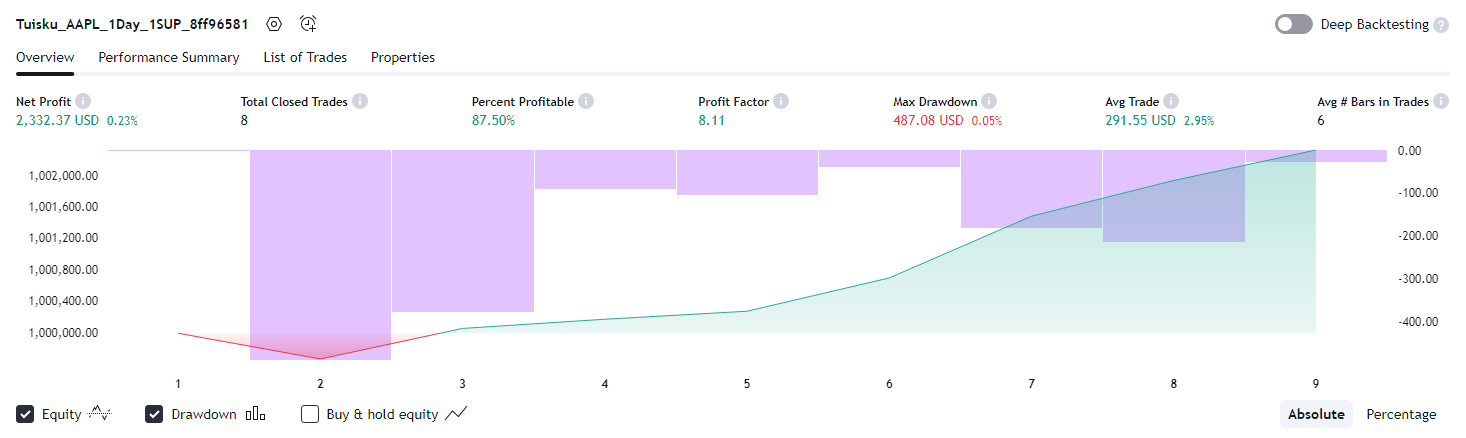 Tuisku_AAPL_1Day_1SUP_8ff96581 Deep Backtesting ?
Overview Performance Summary List of Trades Properties
Net Profit i Total Closed Trades i Percent Profitable i Profit Factor i Max Drawdown i Avg Trade i Avg # Bars in Trades i
2,332.37 USD 0.23% 8 87.50% 8.11 487.08 USD 0.05% 291.55 USD 2.95% 6
0.00
1,002,000.00
-100.00
1,001,600.00
1,001,200.00 -200.00
1,000,800.00
-300.00
1,000,400.00
-400.00
1,000,000.00
1 2 3 4 5 6 7 8 9
Equity Drawdown Buy & hold equity Absolute Percentage